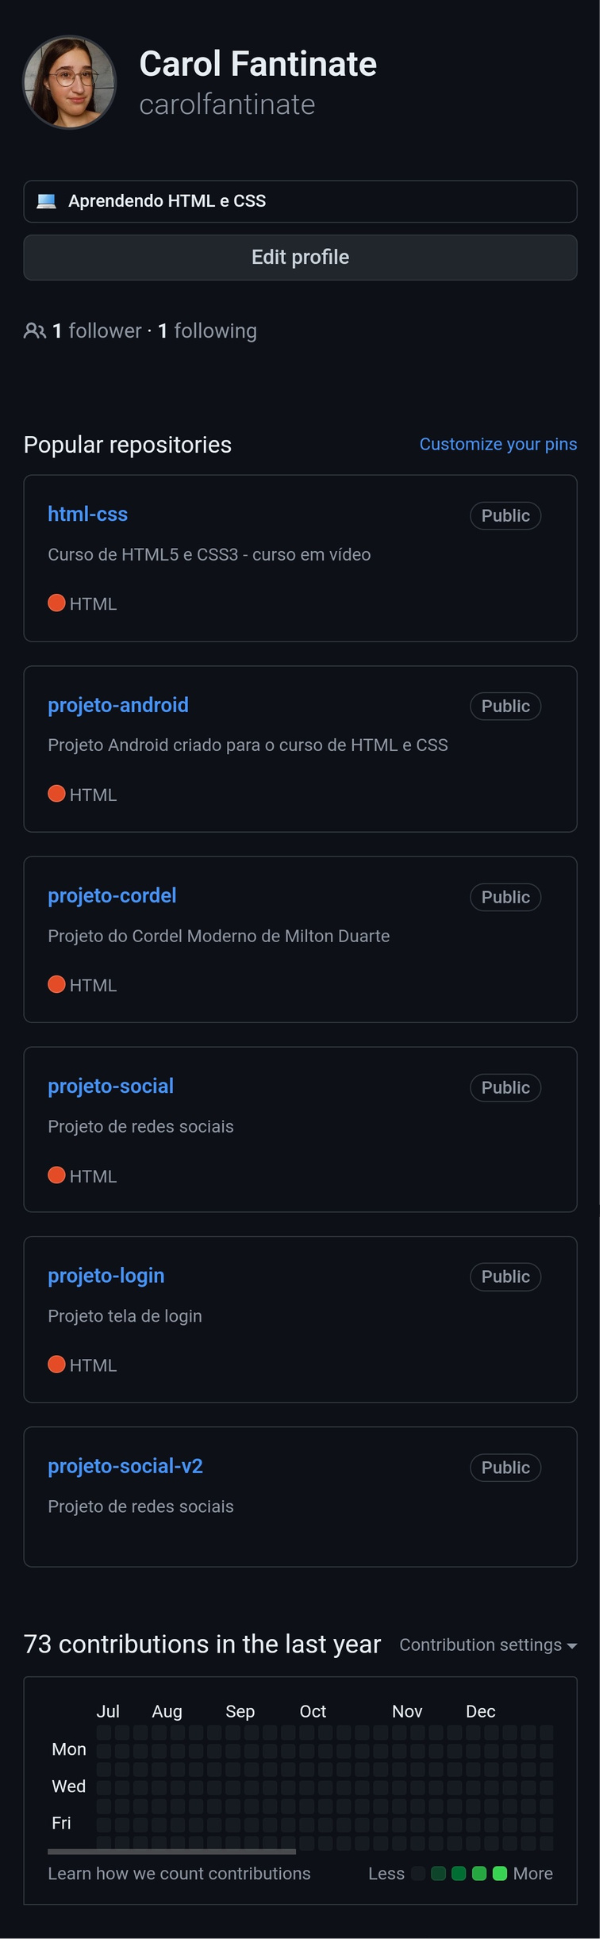 Carol Fantinate
carolfantinate
Aprendendo HTML e CSS
Edit profile
1 follower · 1 following
Popular repositories Customize your pins
html-css Public
Curso de HTML5 e CSS3 - curso em vídeo
HTML
projeto-android Public
Projeto Android criado para o curso de HTML e CSS
HTML
projeto-cordel Public
Projeto do Cordel Moderno de Milton Duarte
HTML
projeto-social Public
Projeto de redes sociais
HTML
projeto-login Public
Projeto tela de login
HTML
projeto-social-v2 Public
Projeto de redes sociais
73 contributions in the last year Contribution settings
Jul Aug Sep Oct Nov Dec
Mon
Wed
Fri
Learn how we count contributions Less More